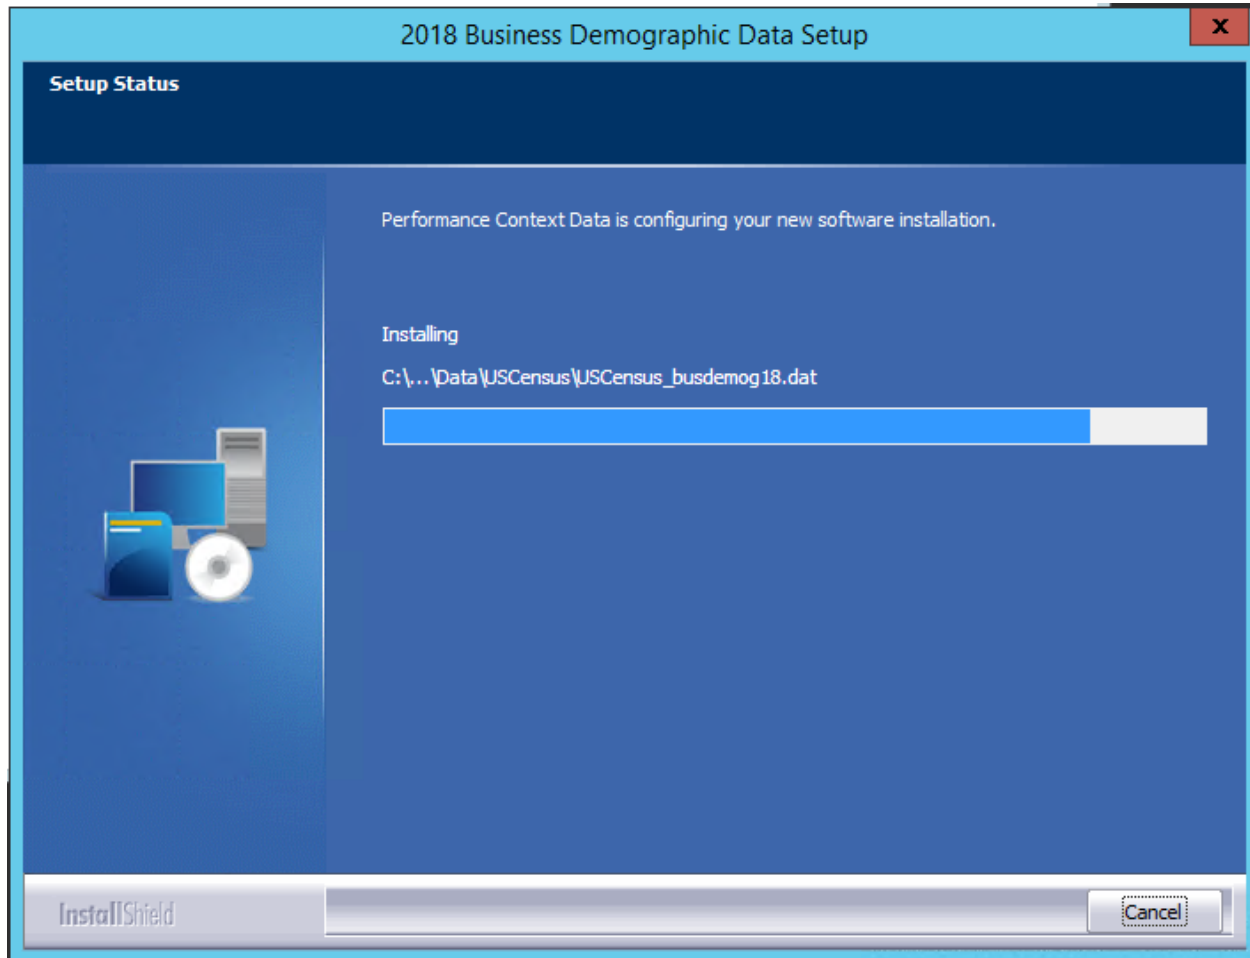 2018 Business Demographic Data Setup
X
Setup Status
Performance Context Data is configuring your new software installation.
Installing
C:\...\Data\USCensus\USCensus_busdemog18.dat
InstallShield
Cancel